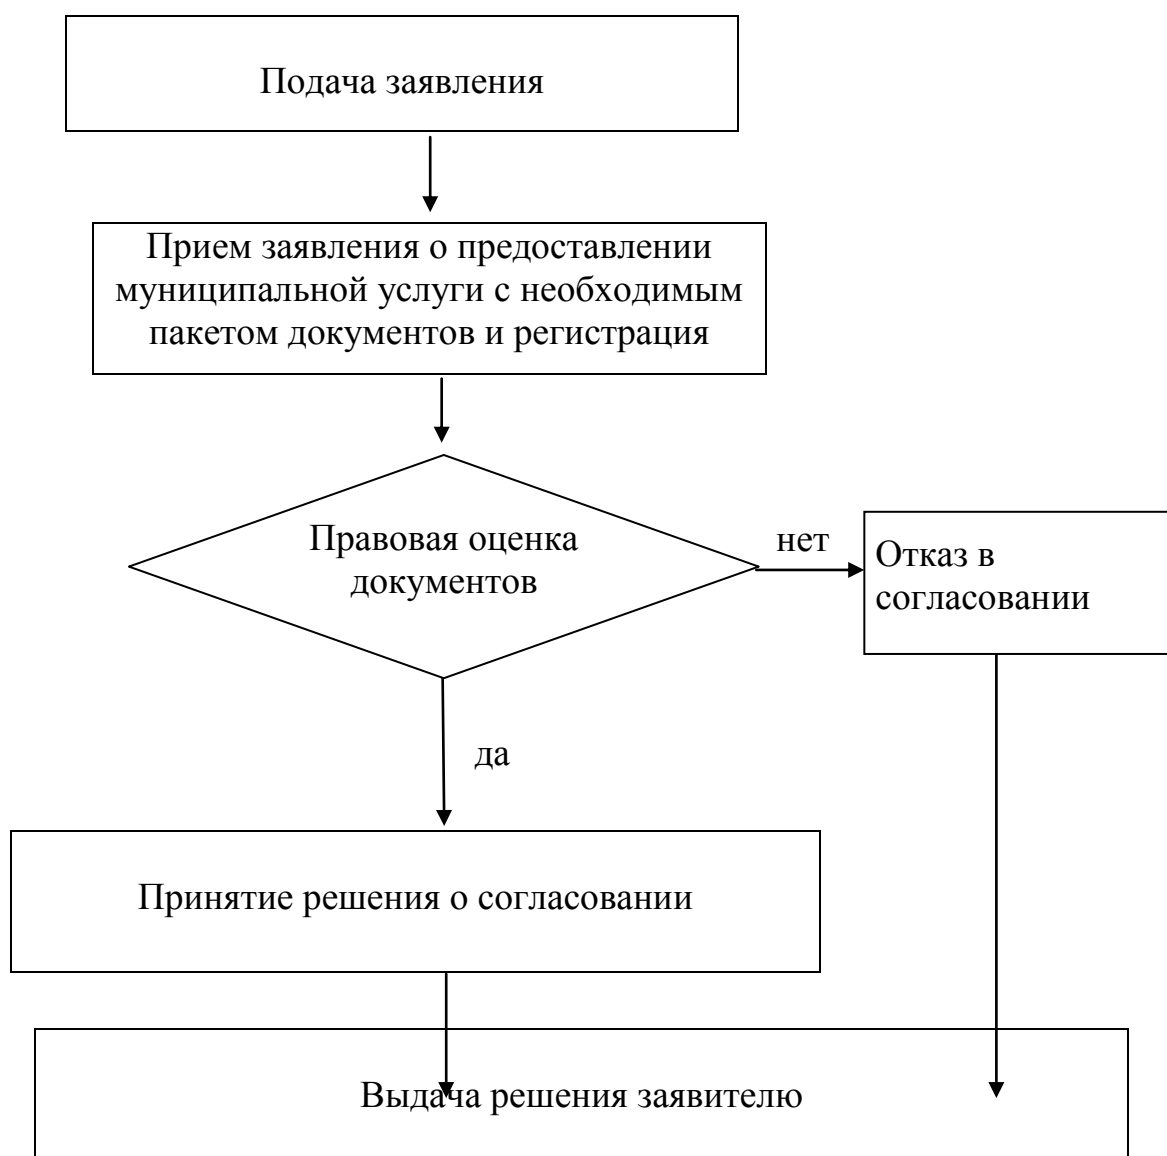 Подача заявления
Прием заявления о предоставлении
муниципальной услуги с необходимым
пакетом документов и регистрация
Правовая оценка
документов
нет
Отказ в
согласовании
да
Принятие решения о согласовании
Выдача решения заявителю